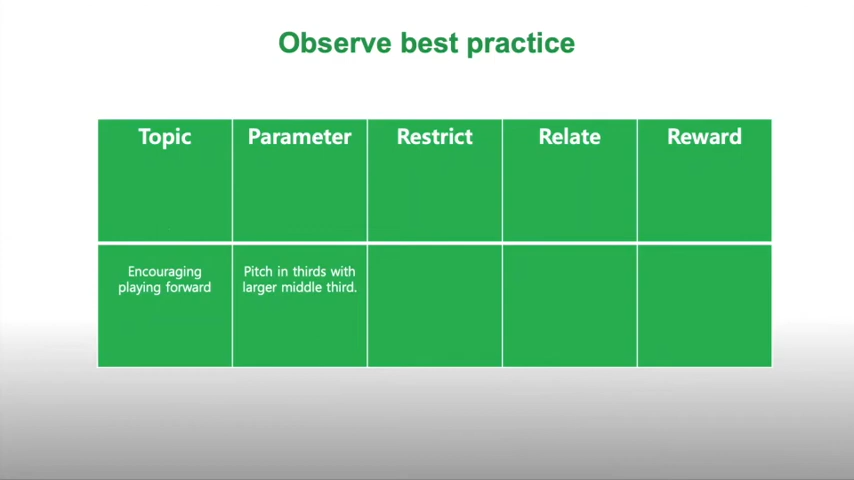 Observe best practice
Topic
Parameter
Restrict
Relate
Reward
Encouraging
playing forward
Pitch in thirds with
larger middle third.